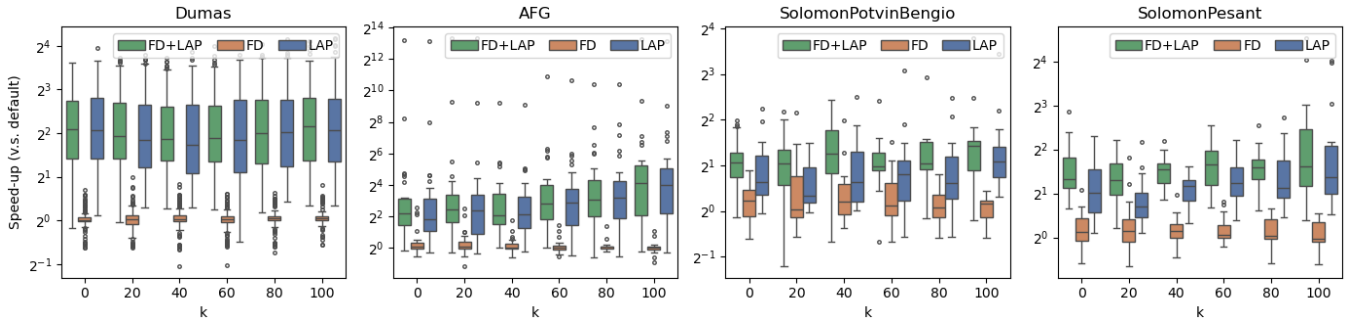 Dumas
AFG
SolomonPotvinBengio
SolomonPesant
Speed-up (v.s. default)
2^4
2^3
2^2
2^1
2^0
2^-1
FD+LAP FD LAP
0 20 40 60 80 100
k
2^14
2^12
2^10
2^8
2^6
2^4
2^2
2^0
FD+LAP FD LAP
0 20 40 60 80 100
k
2^4
2^3
2^2
2^1
2^0
2^-1
FD+LAP FD LAP
0 20 40 60 80 100
k
2^4
2^3
2^2
2^1
2^0
FD+LAP FD LAP
0 20 40 60 80 100
k